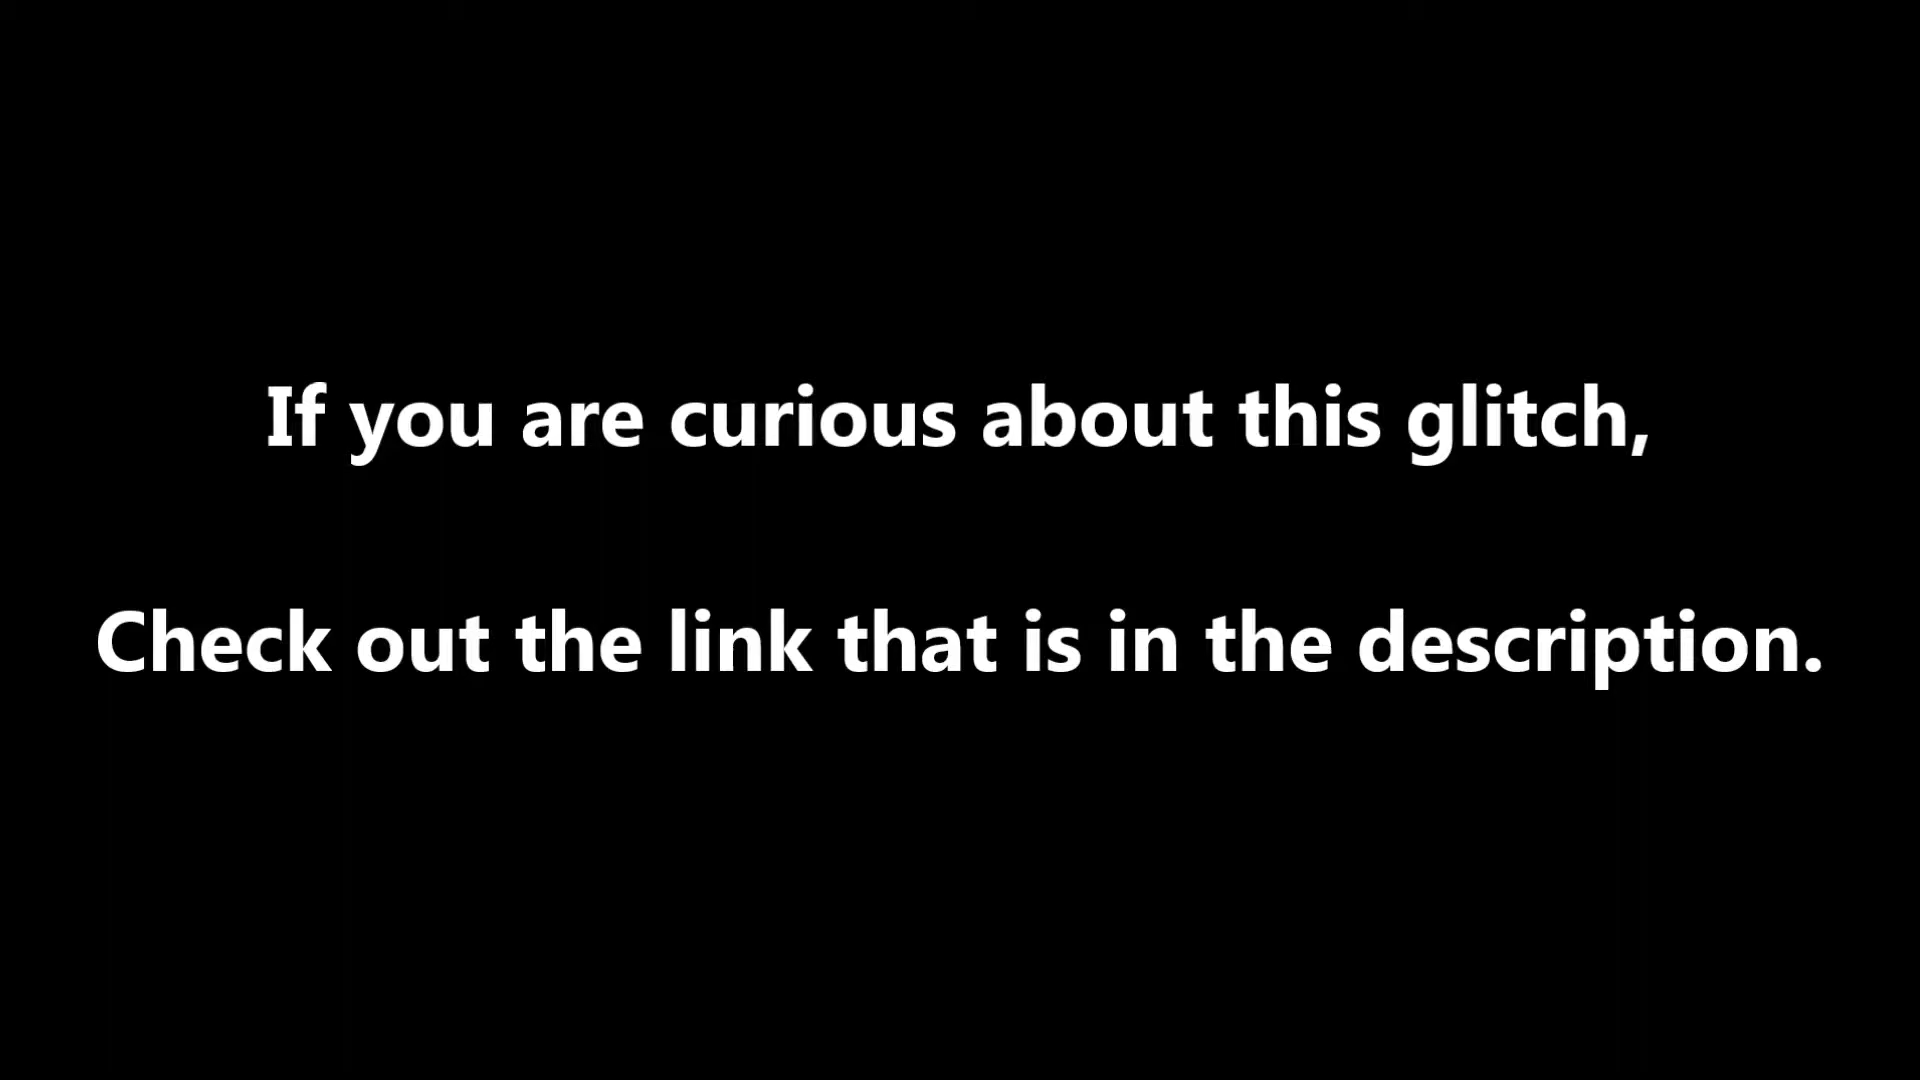 If you are curious about this glitch,
Check out the link that is in the description.